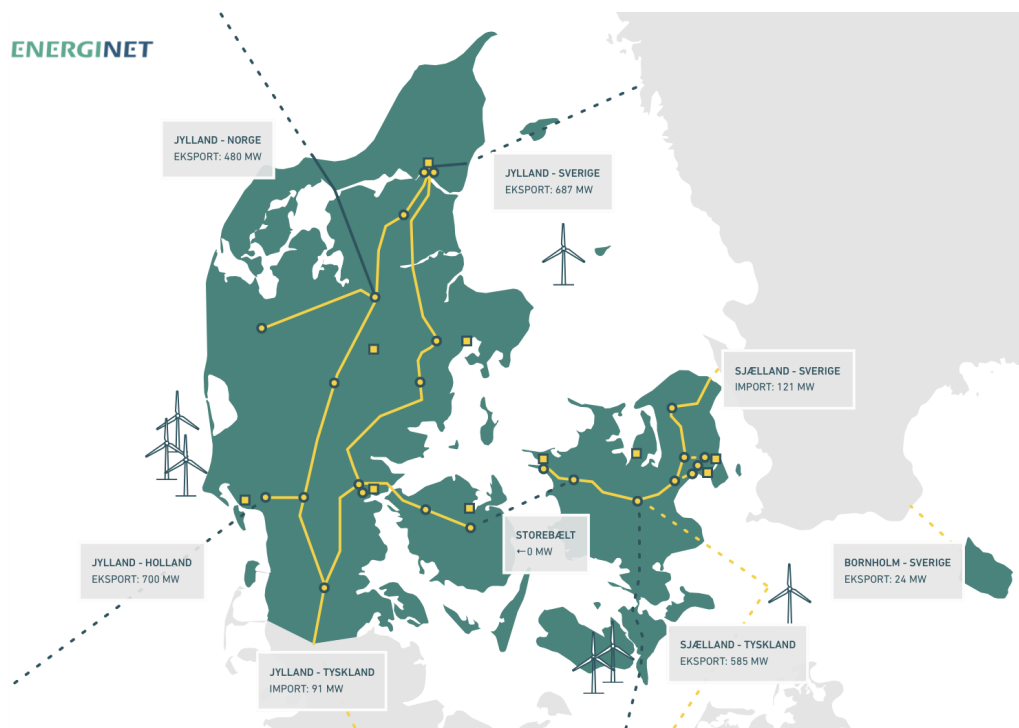 ENERGINET
JYLLAND - NORGE
EKSPORT: 480 MW
JYLLAND - SVERIGE
EKSPORT: 687 MW
SJÆLLAND - SVERIGE
IMPORT: 121 MW
STOREBÆLT
←0 MW
JYLLAND - HOLLAND
EKSPORT: 700 MW
BORNHOLM - SVERIGE
EKSPORT: 24 MW
SJÆLLAND - TYSKLAND
EKSPORT: 585 MW
JYLLAND - TYSKLAND
IMPORT: 91 MW